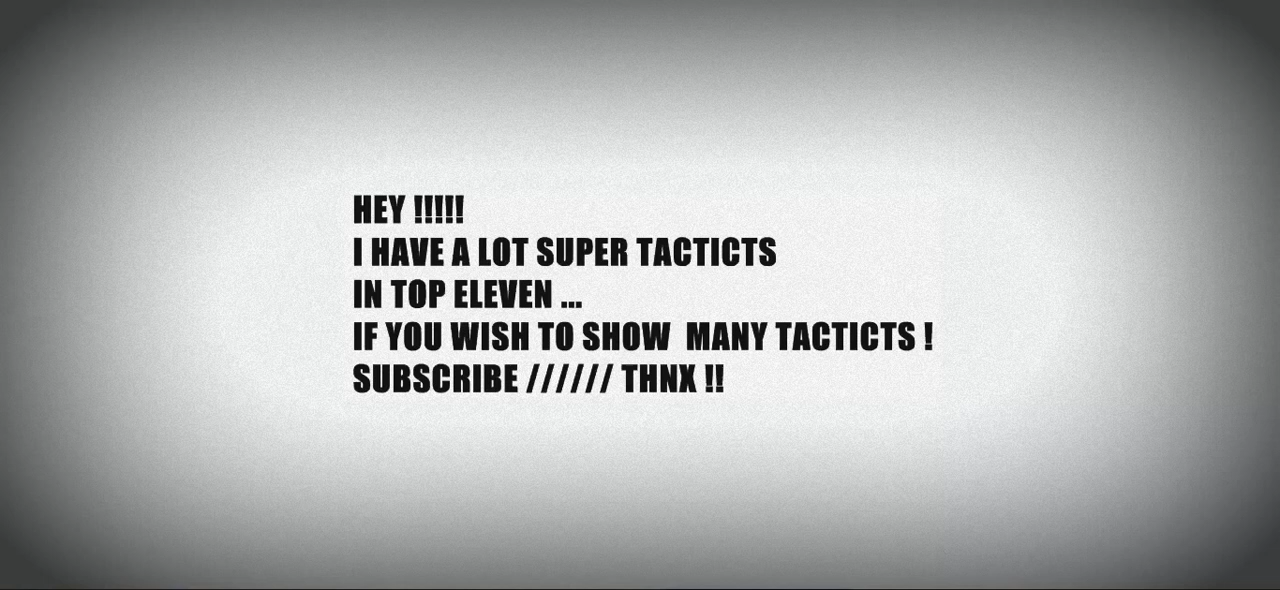 HEY !!!!!
I HAVE A LOT SUPER TACTICTS
IN TOP ELEVEN ...
IF YOU WISH TO SHOW  MANY TACTICTS !
SUBSCRIBE ////// THNX !!